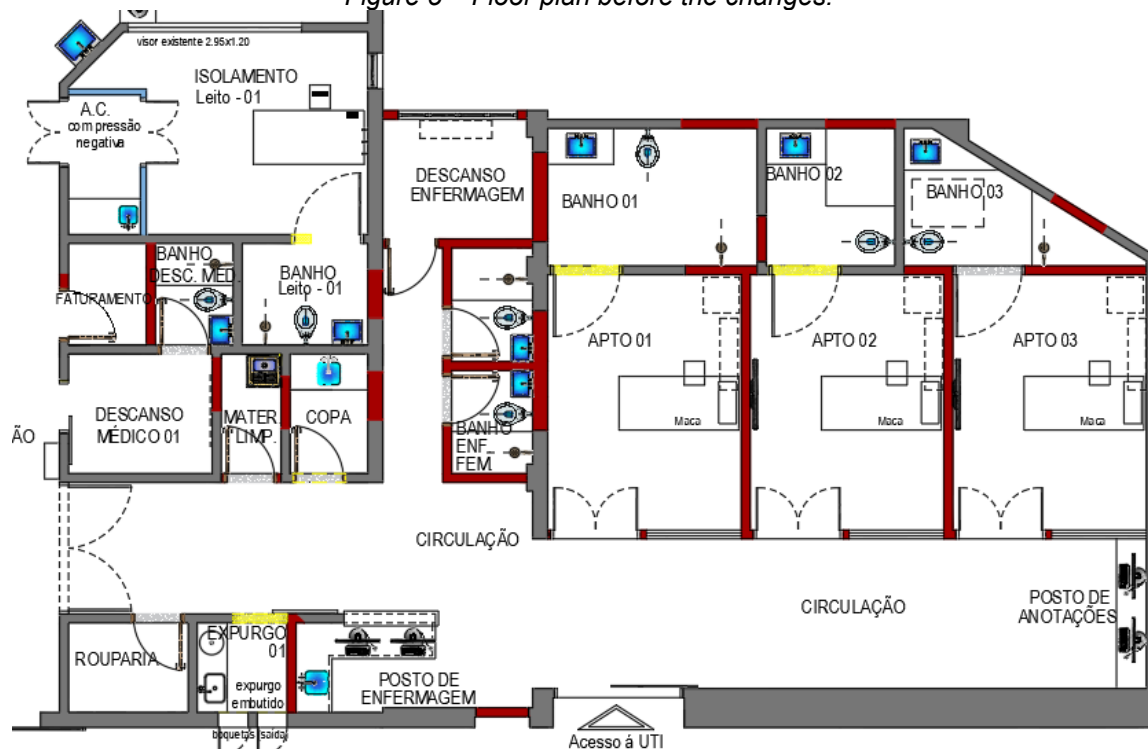 Figure 3 – Floor plan before the changes.
visor existente 2.95x1.20
ISOLAMENTO
Leito - 01
A.C.
com pressão
negativa
DESCANSO
ENFERMAGEM
BANHO 01
BANHO 02
BANHO 03
BANHO
DESC. MED.
BANHO
Leito - 01
FATURAMENTO
APTO 01
APTO 02
APTO 03
DESCANSO
MÉDICO 01
MATER.
LIMP.
COPA
Maca
Maca
Maca
BANHO
ENF.
FEM.
ÃO
CIRCULAÇÃO
CIRCULAÇÃO
POSTO DE
ANOTAÇÕES
ROUPARIA
EXPURGO
01
expurgo
embutido
POSTO DE
ENFERMAGEM
boquetas (saída)
Acesso á UTI